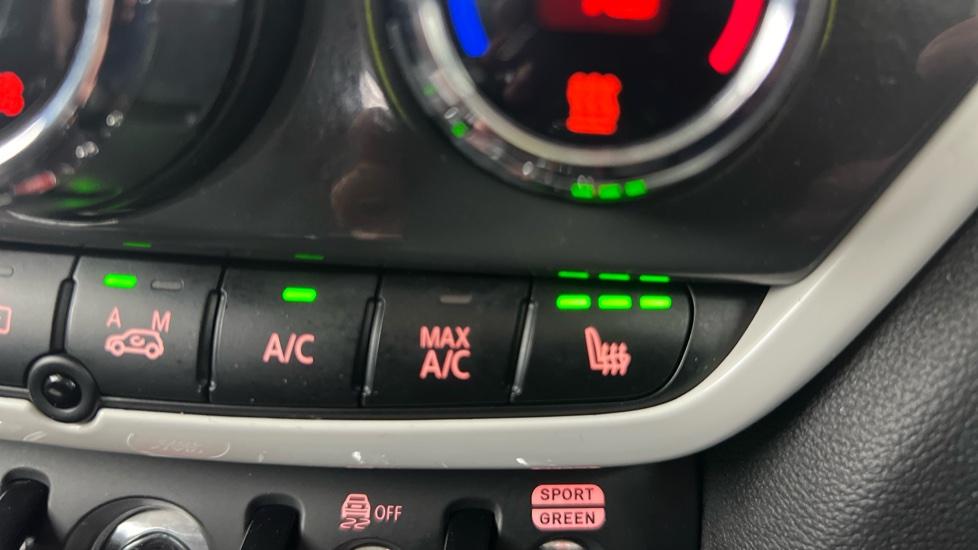 A M
A/C
MAX
A/C
OFF
SPORT
GREEN